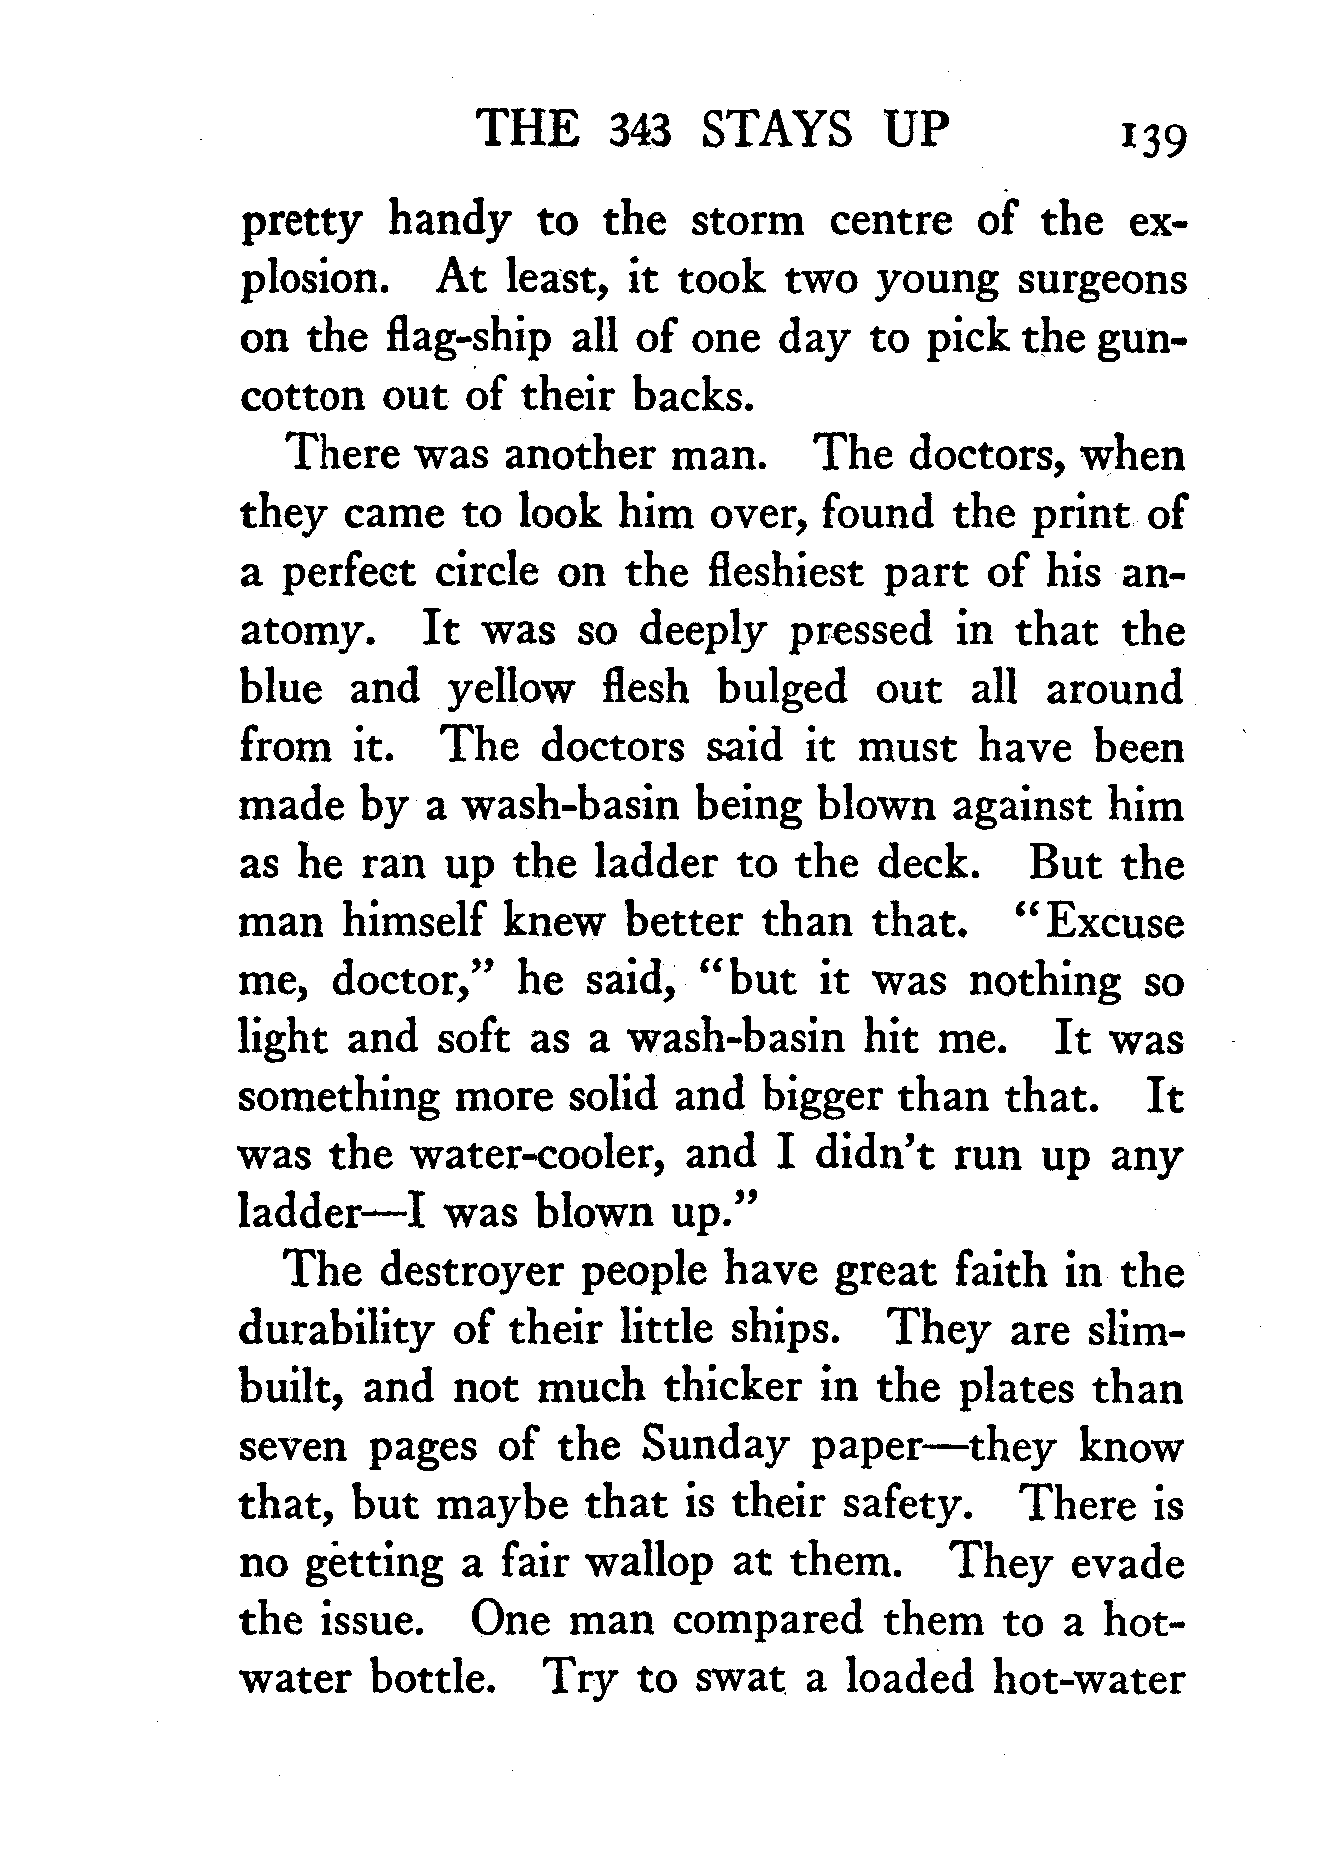 THE 343 STAYS UP 139
pretty handy to the storm centre of the ex-
plosion. At least, it took two young surgeons
on the flag-ship all of one day to pick the gun-
cotton out of their backs.
There was another man. The doctors, when
they came to look him over, found the print of
a perfect circle on the fleshiest part of his an-
atomy. It was so deeply pressed in that the
blue and yellow flesh bulged out all around
from it. The doctors said it must have been
made by a wash-basin being blown against him
as he ran up the ladder to the deck. But the
man himself knew better than that. "Excuse
me, doctor," he said, "but it was nothing so
light and soft as a wash-basin hit me. It was
something more solid and bigger than that. It
was the water-cooler, and I didn't run up any
ladder—I was blown up."
The destroyer people have great faith in the
durability of their little ships. They are slim-
built, and not much thicker in the plates than
seven pages of the Sunday paper—they know
that, but maybe that is their safety. There is
no getting a fair wallop at them. They evade
the issue. One man compared them to a hot-
water bottle. Try to swat a loaded hot-water